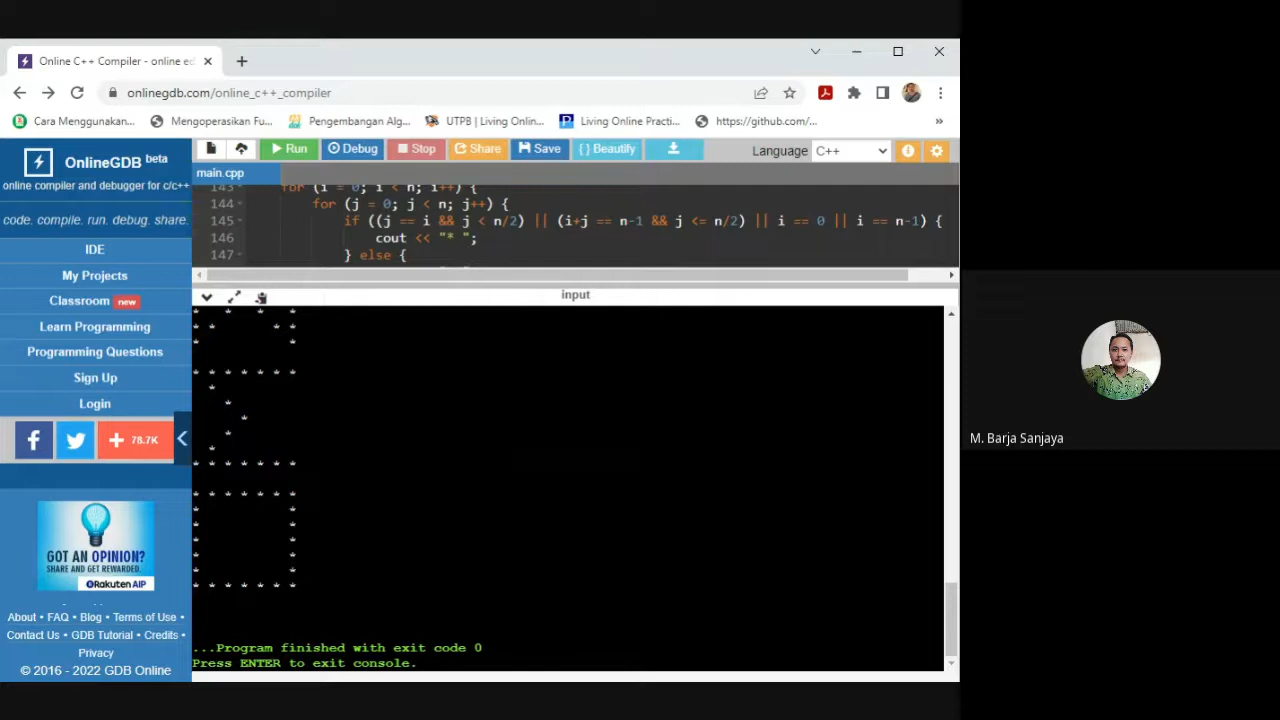 Online C++ Compiler - online ed
onlinegdb.com/online_c++_compiler
Cara Menggunakan... Mengoperasikan Fu... Pengembangan Alg... UTPB | Living Onlin... Living Online Practi... https://github.com/... »
OnlineGDB beta
online compiler and debugger for c/c++
code. compile. run. debug. share.
IDE
My Projects
Classroom new
Learn Programming
Programming Questions
Sign Up
Login
78.7K
GOT AN OPINION?
SHARE AND GET REWARDED.
Rakuten AIP
About • FAQ • Blog • Terms of Use •
Contact Us • GDB Tutorial • Credits •
Privacy
© 2016 - 2022 GDB Online
Run Debug Stop Share Save { } Beautify Language C++
main.cpp
143 for (i = 0; i < n; i++) {
144 for (j = 0; j < n; j++) {
145 if ((j == i && j < n/2) || (i+j == n-1 && j <= n/2) || i == 0 || i == n-1) {
146 cout << "* ";
147 } else {
input
*   *   *   *
* *       * *
*           *
* * * * * * *
  *
    *
      *
    *
  *
* * * * * * *
* * * * * * *
*           *
*           *
*           *
*           *
*           *
* * * * * * *
...Program finished with exit code 0
Press ENTER to exit console.
M. Barja Sanjaya